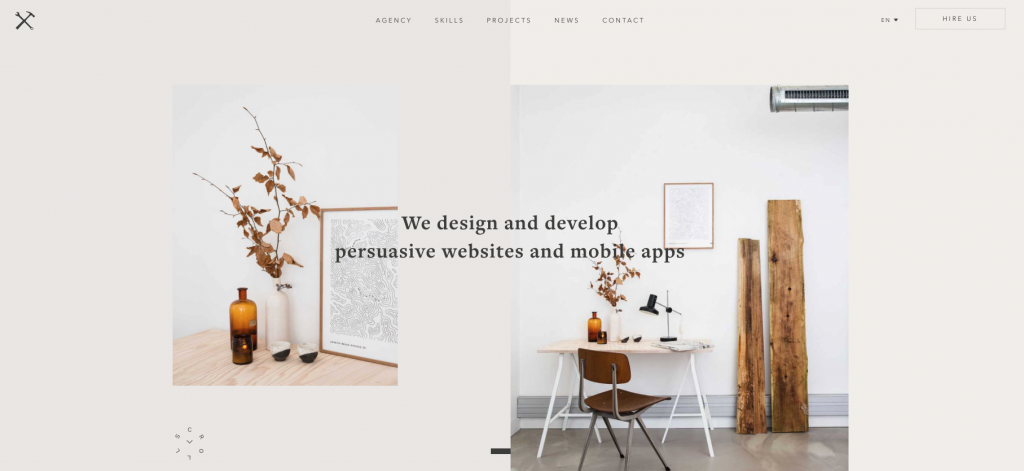 AGENCY SKILLS PROJECTS NEWS CONTACT
EN
HIRE US
We design and develop
persuasive websites and mobile apps
SCROLL